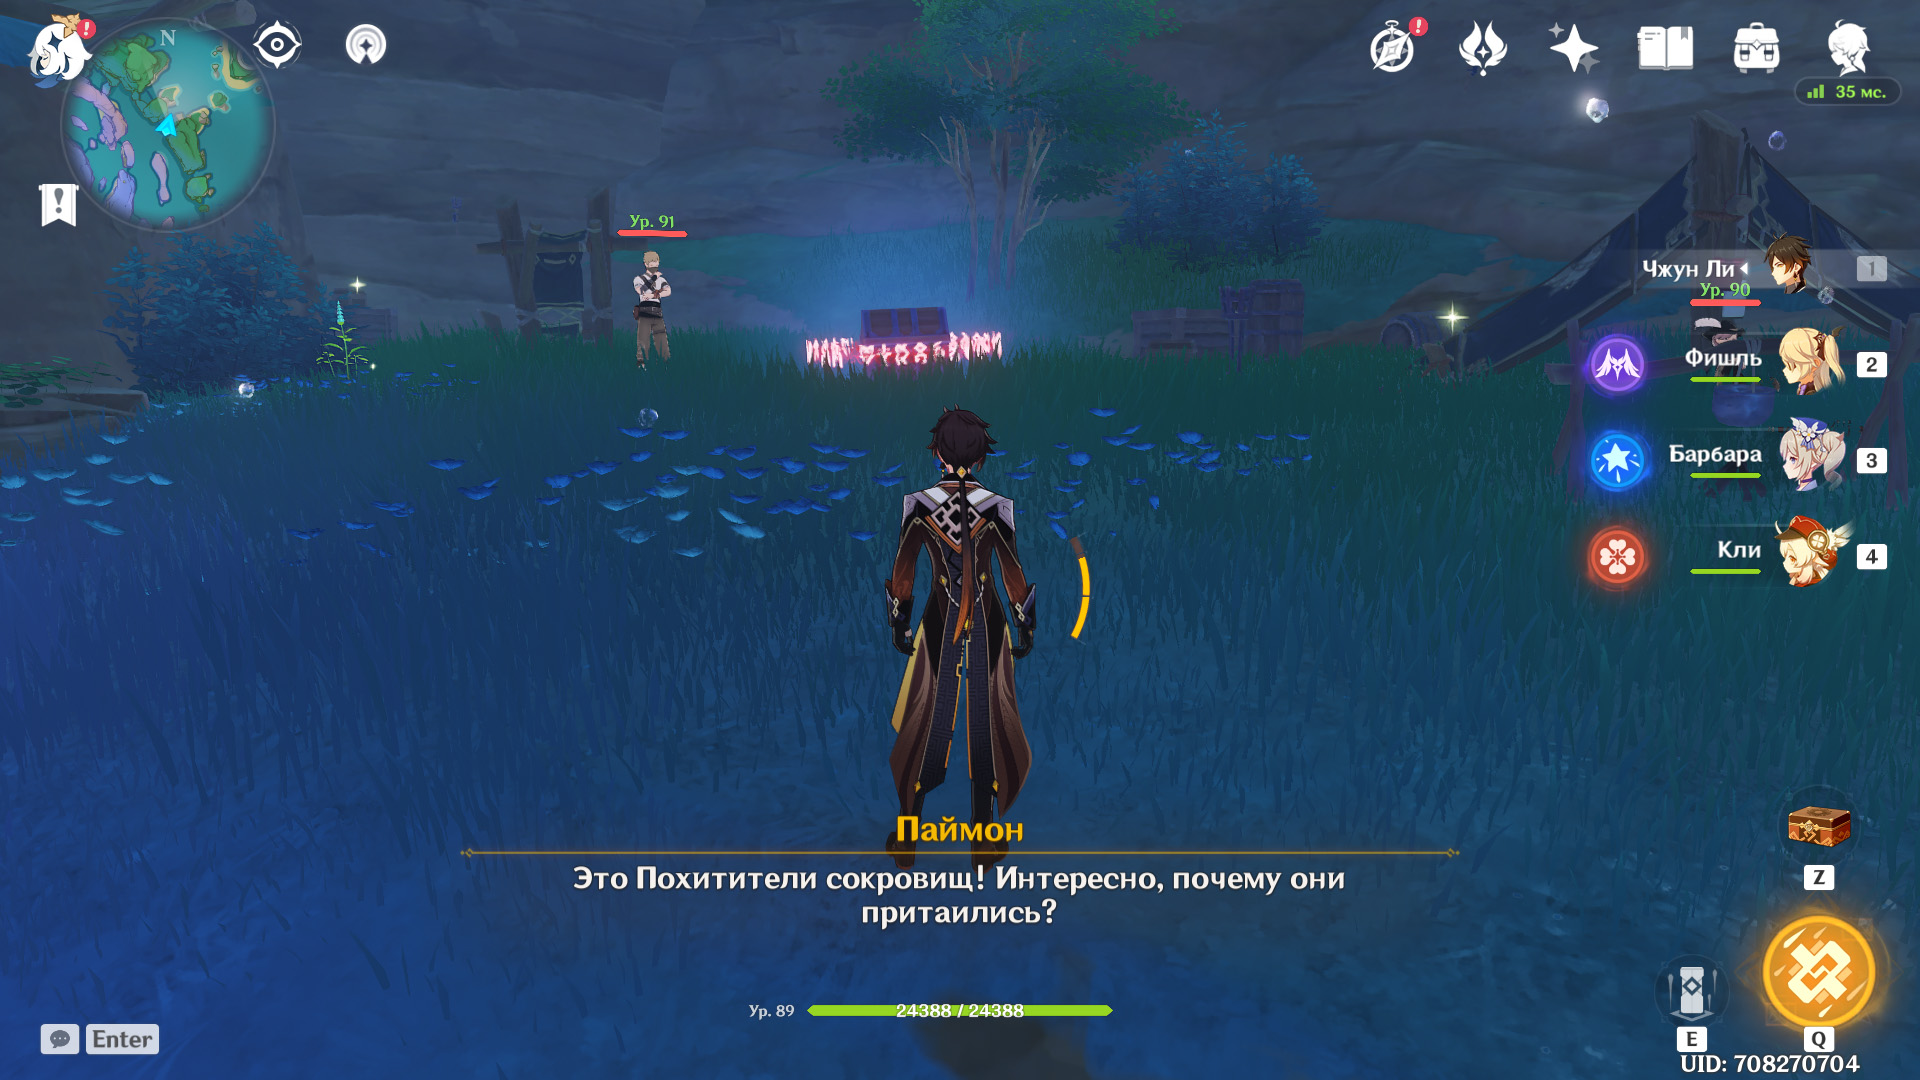 N
35 мс.
Ур. 91
Чжун Ли
1
Ур. 90
Фишль
2
Барбара
3
Кли
4
Паймон
Это Похитители сокровищ! Интересно, почему они
притаились?
Z
Ур. 89
24388 / 24388
Enter
E
Q
UID: 708270704